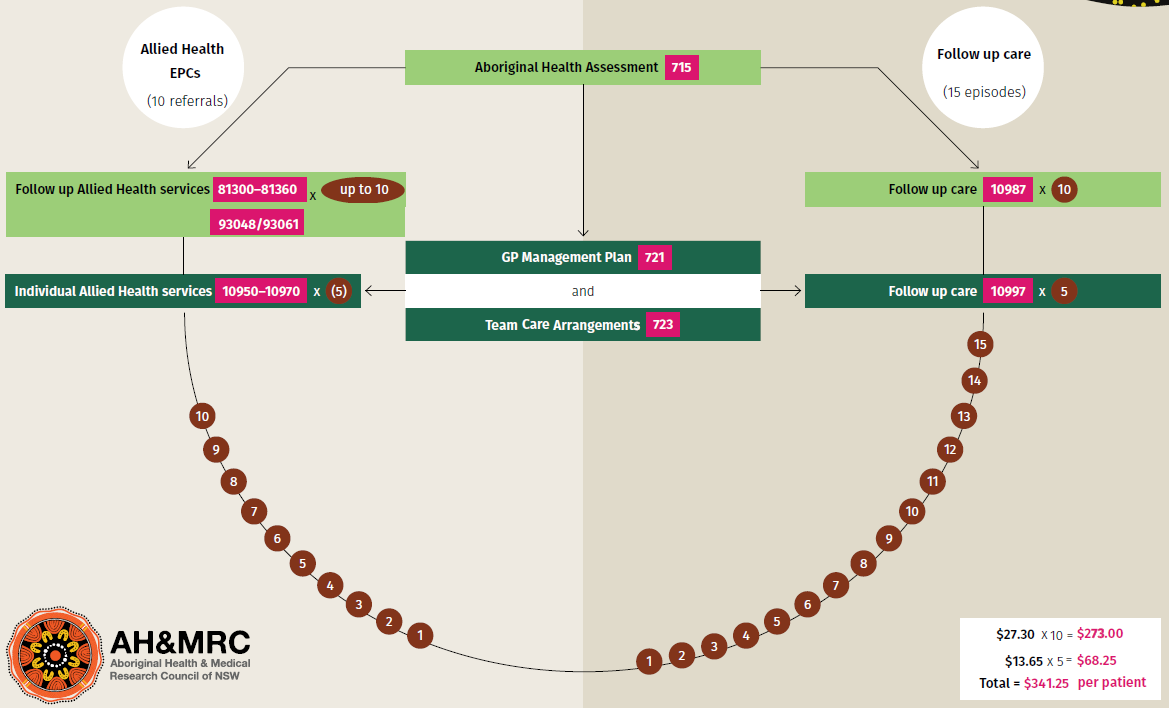 Allied Health
EPCs
(10 referrals)
Aboriginal Health Assessment 715
Follow up care
(15 episodes)
Follow up Allied Health services 81300–81360 x up to 10
93048/93061
Follow up care 10987 x 10
GP Management Plan 721
and
Team Care Arrangements 723
Individual Allied Health services 10950–10970 x (5)
Follow up care 10997 x 5
10
9
8
7
6
5
4
3
2
1
15
14
13
12
11
10
9
8
7
6
5
4
3
2
1
AH&MRC
Aboriginal Health & Medical
Research Council of NSW
$27.30 x 10 = $273.00
$13.65 x 5 = $68.25
Total = $341.25 per patient